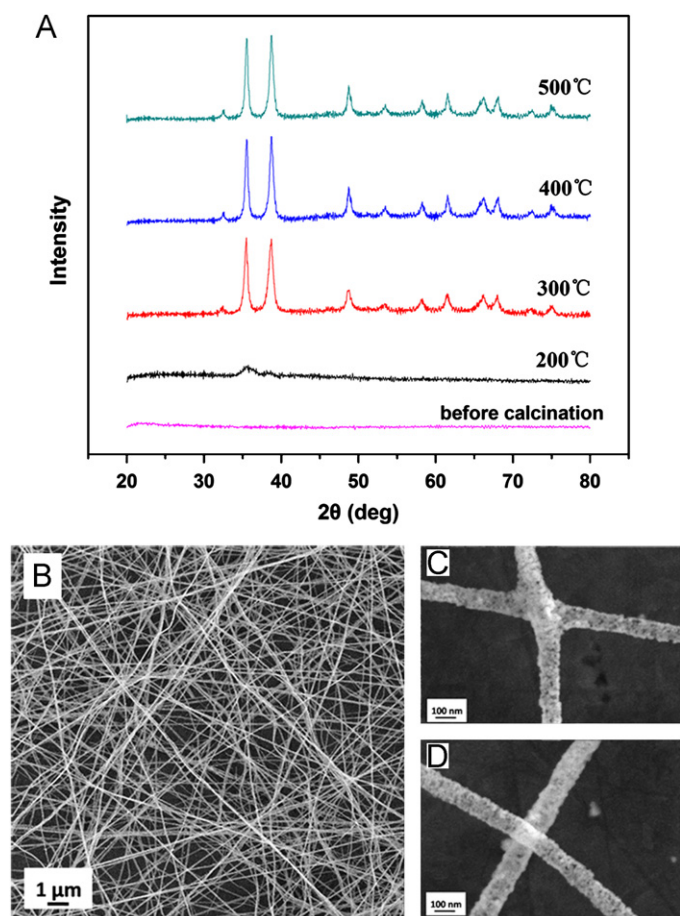 A
500℃
400℃
300℃
200℃
before calcination
Intensity
20 30 40 50 60 70 80
2θ (deg)
B
1 μm
C
100 nm
D
100 nm